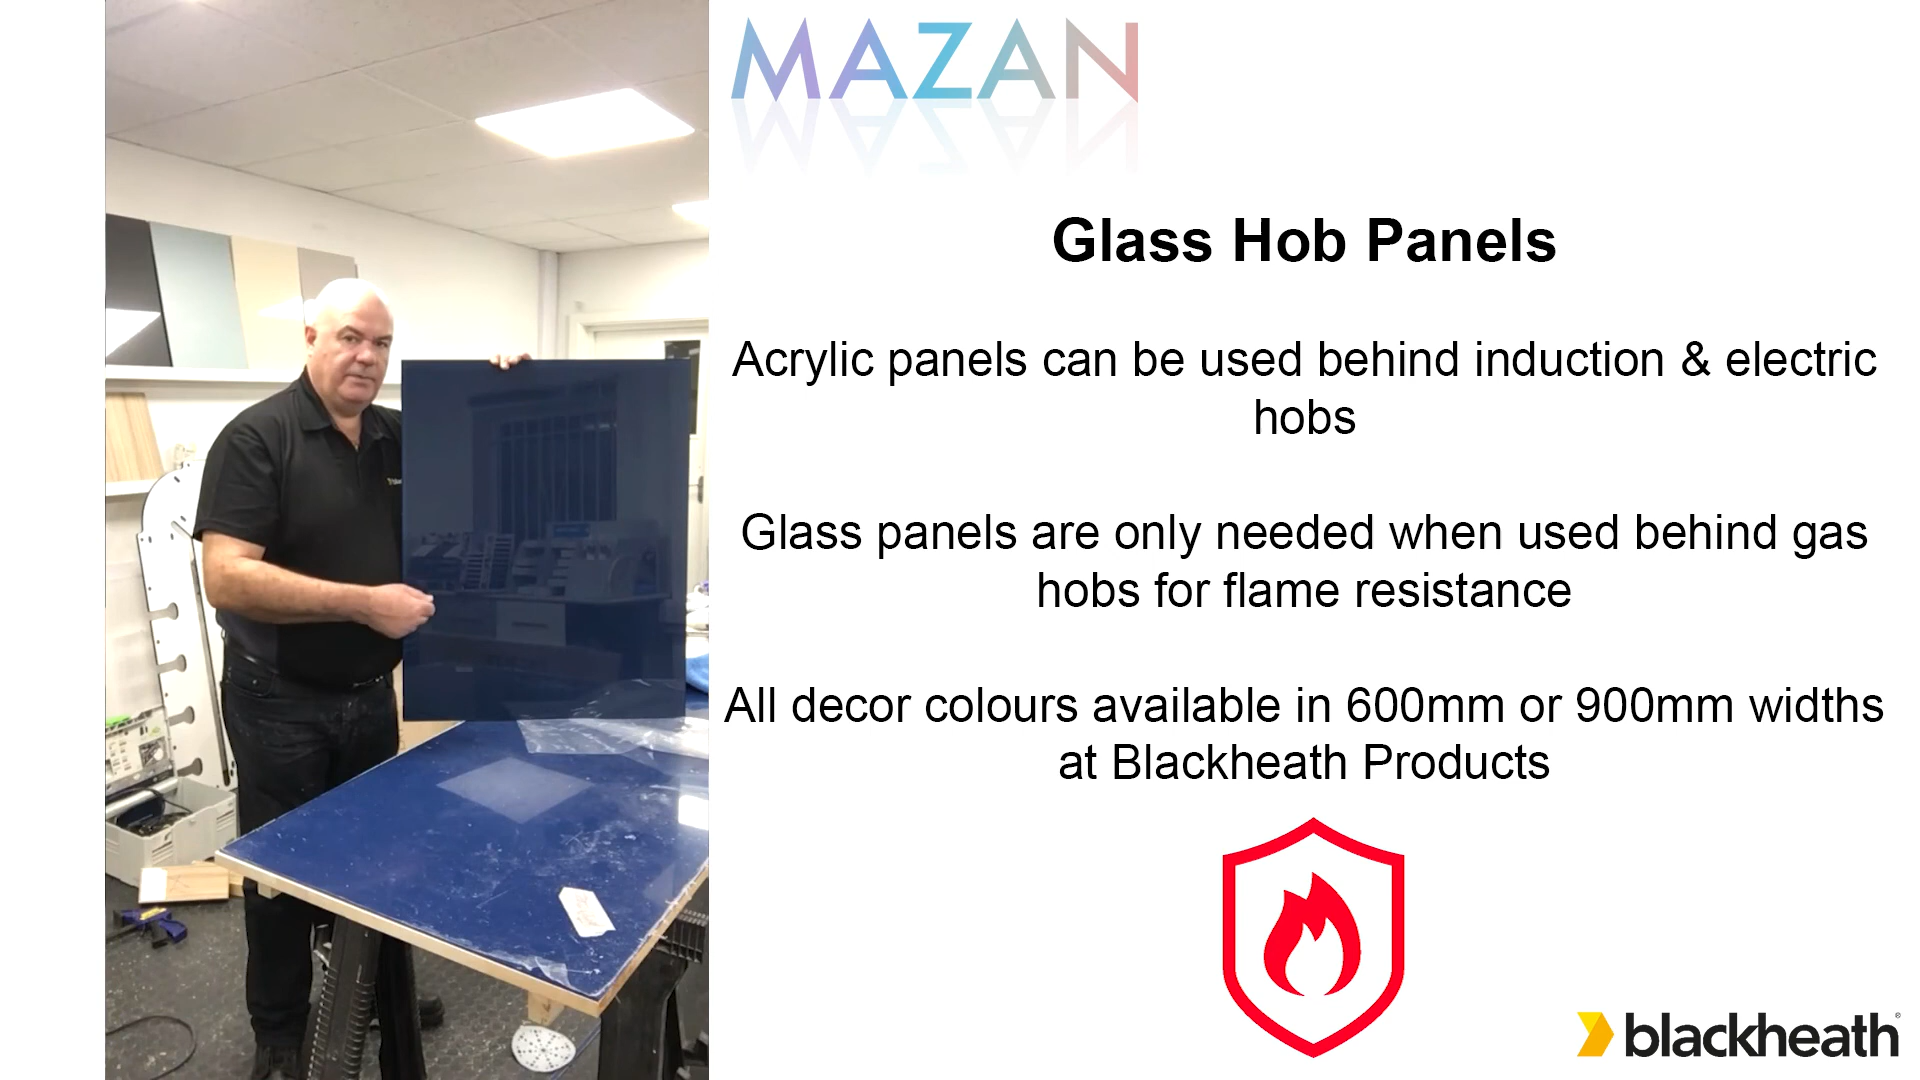 MAZAN
Glass Hob Panels
Acrylic panels can be used behind induction & electric
hobs
Glass panels are only needed when used behind gas
hobs for flame resistance
All decor colours available in 600mm or 900mm widths
at Blackheath Products
blackheath®